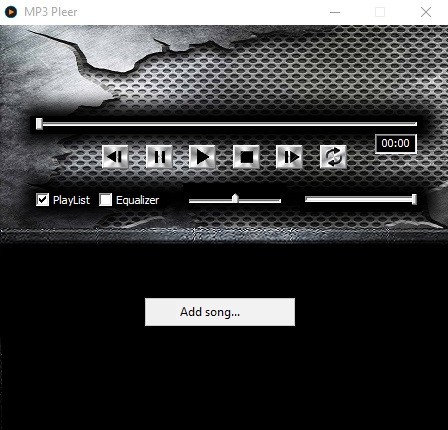 MP3 Pleer
00:00
PlayList
Equalizer
Add song...